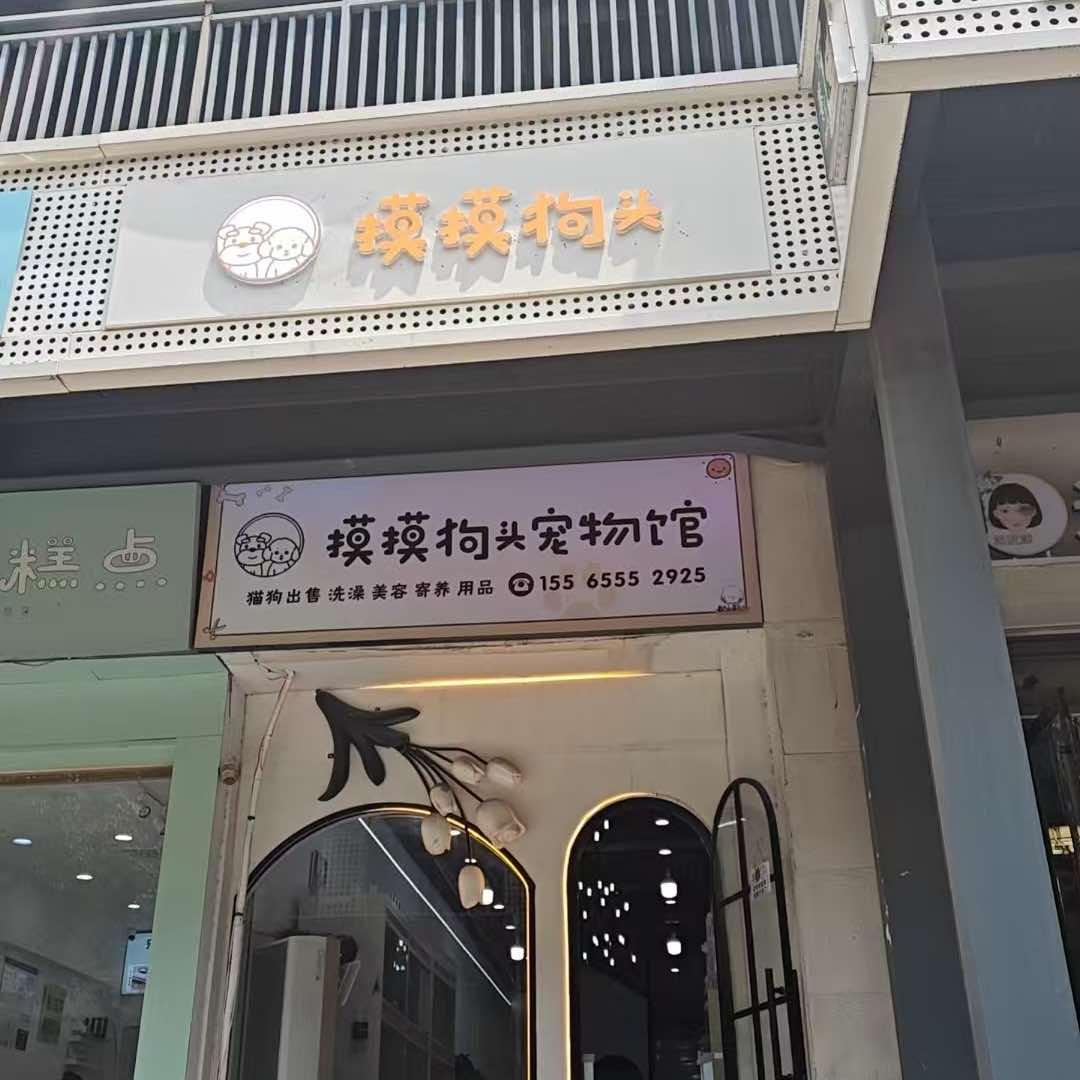 摸摸狗头
摸摸狗头宠物馆
猫狗出售 洗澡 美容 寄养 用品 ☎155 6555 2925
糕点